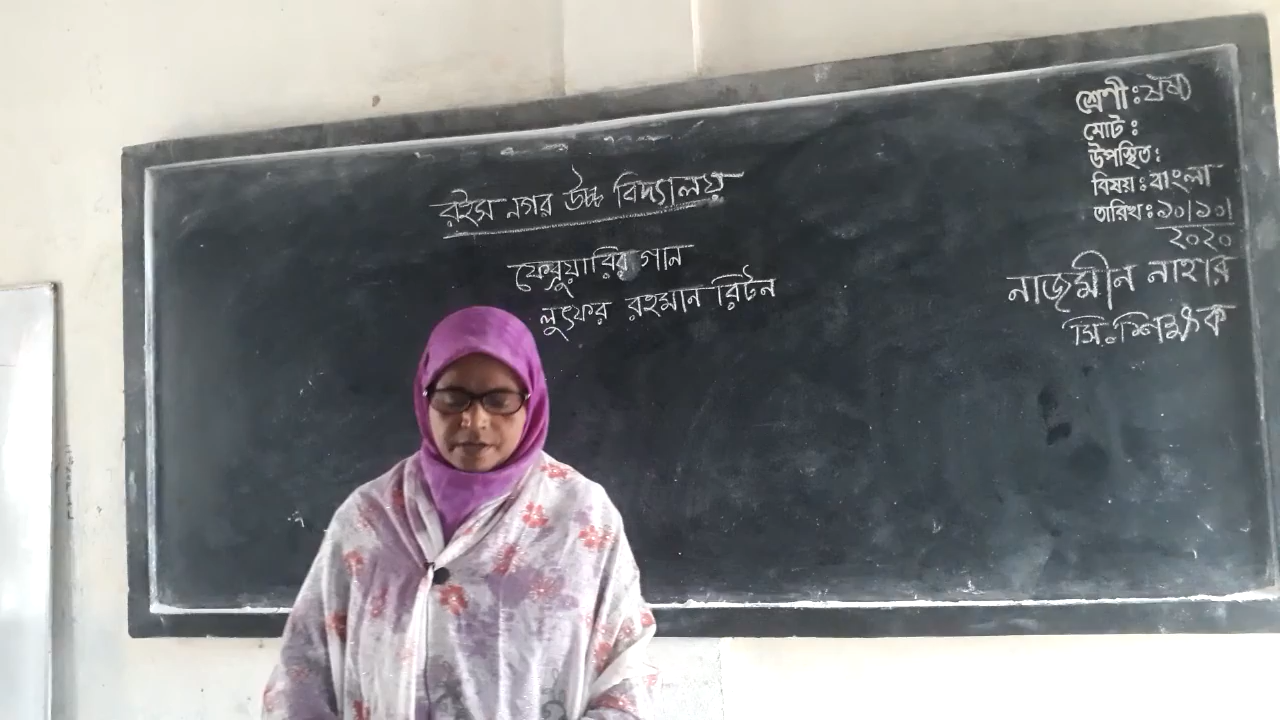 রইস নগর উচ্চ বিদ্যালয়
ফেব্রুয়ারির গান
লুৎফর রহমান রিটন
শ্রেণী : ষষ্ঠ
মোট :
উপস্থিত :
বিষয় : বাংলা
তারিখ : ১০/১০/
২০২০
নাজমীন নাহার
সি. শিক্ষক